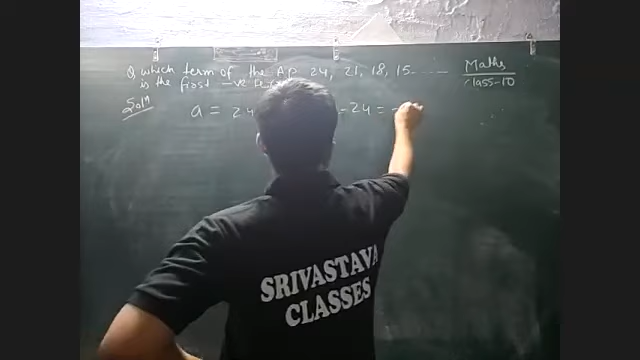 Q, which term of the AP 24, 21, 18, 15......
is the first -ve
Maths
Class-10
Solⁿ
a = 24 - 24 = -
SRIVASTAVA
CLASSES